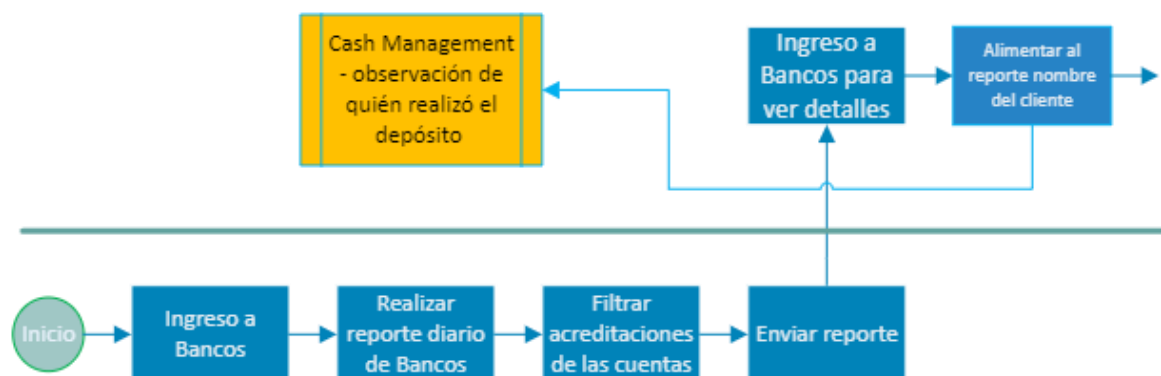 Cash Management
- observación de
quién realizó el
depósito
Ingreso a
Bancos para
ver detalles
Alimentar al
reporte nombre
del cliente
Inicio
Ingreso a
Bancos
Realizar
reporte diario
de Bancos
Filtrar
acreditaciones
de las cuentas
Enviar reporte